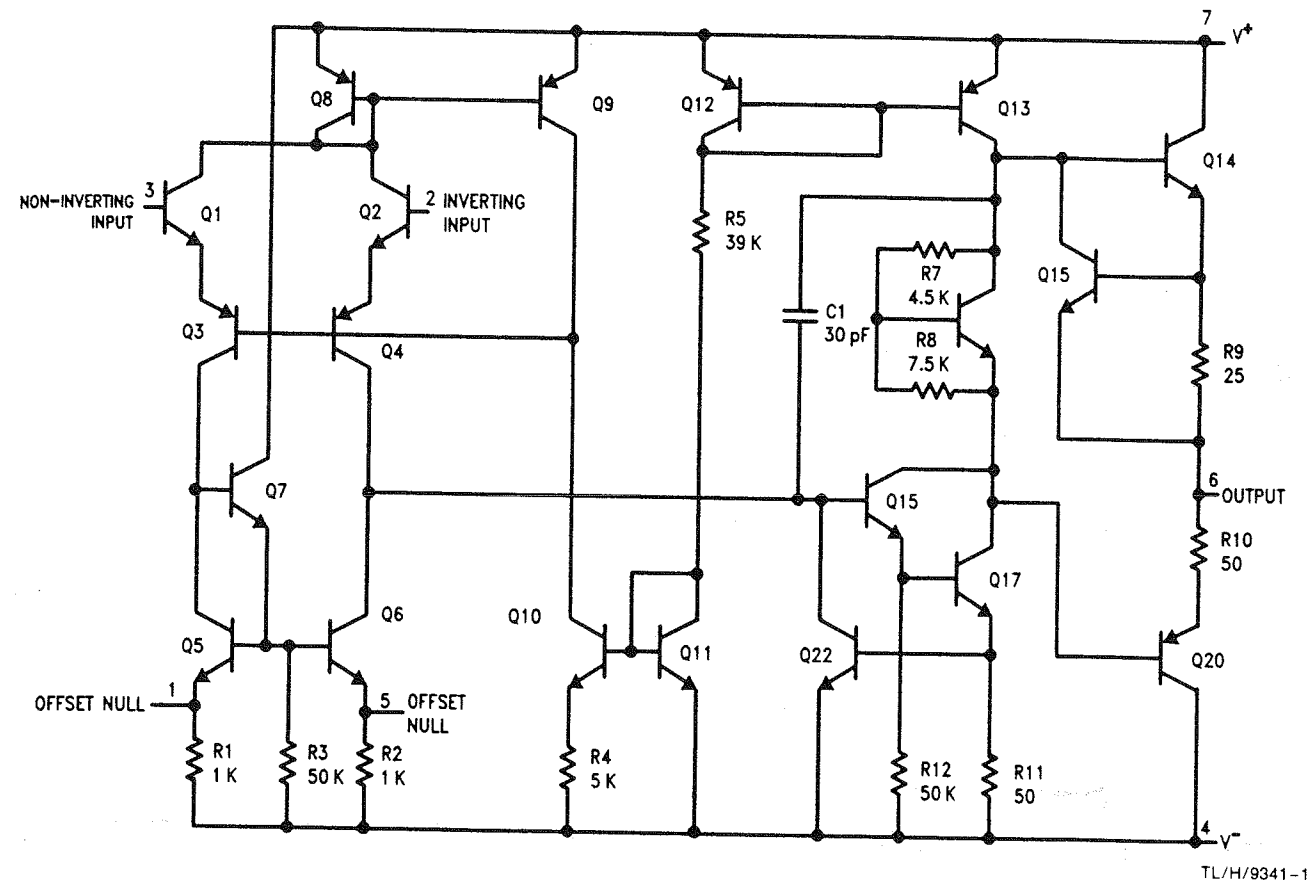 7
V+
Q8
Q9
Q12
Q13
Q14
NON-INVERTING
INPUT
3
Q1
Q2
2 INVERTING
INPUT
R5
39 K
Q15
R7
4.5 K
C1
30 pF
R8
7.5 K
Q3
Q4
R9
25
Q7
Q15
6
OUTPUT
R10
50
Q17
Q10
Q6
Q5
Q11
Q22
Q20
OFFSET NULL
1
5
OFFSET
NULL
R1
1 K
R3
50 K
R2
1 K
R4
5 K
R12
50 K
R11
50
4
V-
TL/H/9341-1